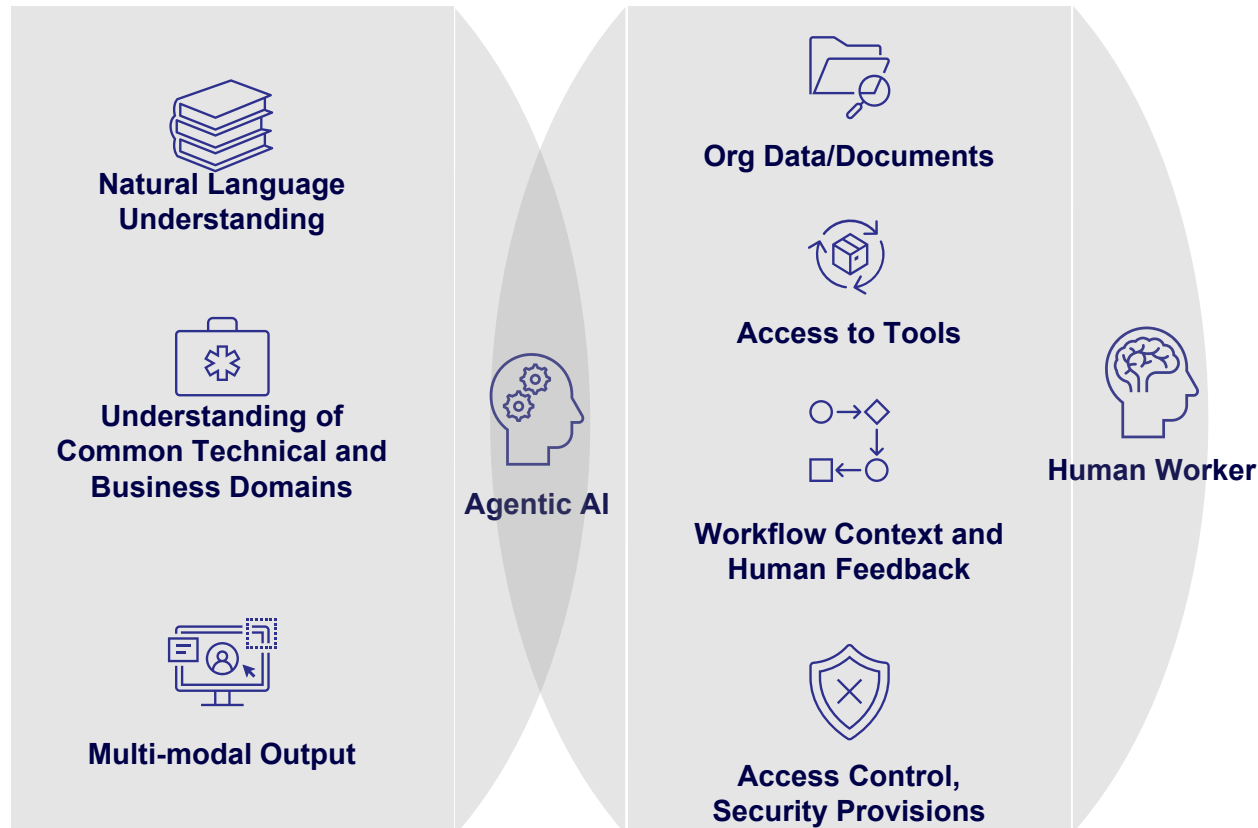 Natural Language
Understanding
Understanding of
Common Technical and
Business Domains
Multi-modal Output
Agentic AI
Org Data/Documents
Access to Tools
Workflow Context and
Human Feedback
Access Control,
Security Provisions
Human Worker